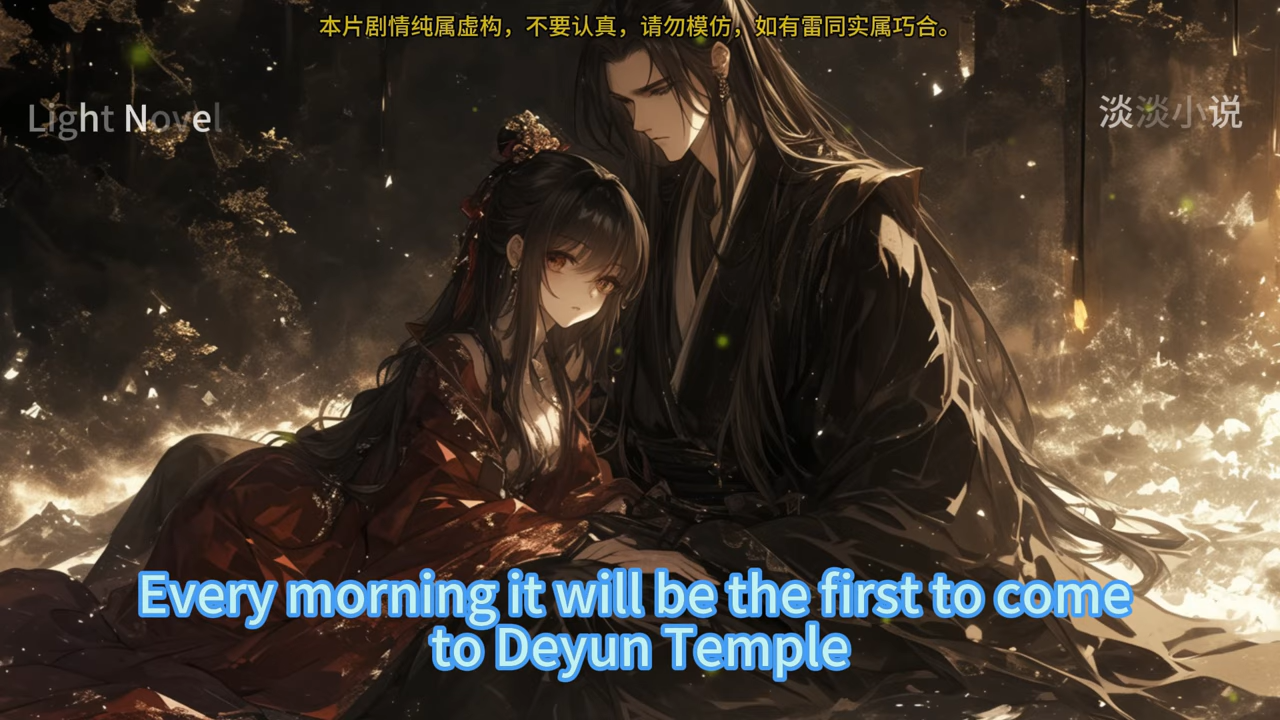 本片剧情纯属虚构，不要认真，请勿模仿，如有雷同实属巧合。
Light Novel
淡淡小说
Every morning it will be the first to come
to Deyun Temple